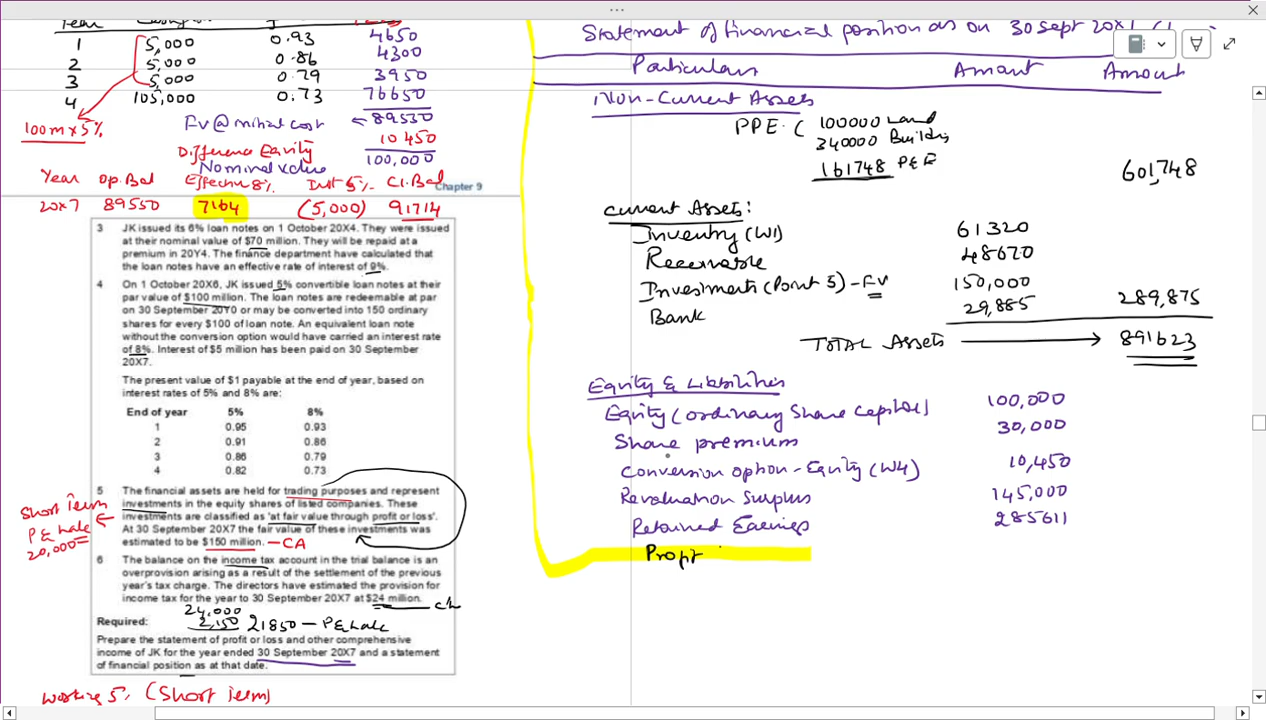 Year
1 5,000 0.93 4650
2 5,000 0.86 4300
3 5,000 0.79 3950
4 105,000 0.73 76650
100m x 5%
FV @ initial cost ← 89550
Difference Equity 10 450
Nominal value 100,000
Year Op. Bal Effective 8% Int 5% Cl. Bal
20x7 89550 7164 (5,000) 91714
Chapter 9
3 JK issued its 6% loan notes on 1 October 20X4. They were issued
at their nominal value of $70 million. They will be repaid at a
premium in 20Y4. The finance department have calculated that
the loan notes have an effective rate of interest of 9%.
4 On 1 October 20X6, JK issued 5% convertible loan notes at their
par value of $100 million. The loan notes are redeemable at par
on 30 September 20Y0 or may be converted into 150 ordinary
shares for every $100 of loan note. An equivalent loan note
without the conversion option would have carried an interest rate
of 8%. Interest of $5 million has been paid on 30 September
20X7.
The present value of $1 payable at the end of year, based on
interest rates of 5% and 8% are:
End of year 5% 8%
1 0.95 0.93
2 0.91 0.86
3 0.86 0.79
4 0.82 0.73
5 The financial assets are held for trading purposes and represent
investments in the equity shares of listed companies. These
investments are classified as 'at fair value through profit or loss'.
At 30 September 20X7 the fair value of these investments was
estimated to be $150 million. - CA
Short Term
P & L a/c
20,000
6 The balance on the income tax account in the trial balance is an
overprovision arising as a result of the settlement of the previous
year's tax charge. The directors have estimated the provision for
income tax for the year to 30 September 20X7 at $24 million.
24,000
2,150 21850 - P & L a/c
Required:
Prepare the statement of profit or loss and other comprehensive
income of JK for the year ended 30 September 20X7 and a statement
of financial position as at that date.
Working 5: (Short Term)
Statement of financial position as on 30 Sept 20X7
Particulars Amount Amount
Non-Current Assets
PPE. ( 100000 Land
340000 Building
161748 P&E 601,748
Current Assets:
Inventory (W1) 61320
Receivable 48670
Investments (Point 5) - FV 150,000
Bank 29,885 289,875
TOTAL Assets → 891623
Equity & Liabilities
Equity (ordinary Share capital) 100,000
Share premium 30,000
Conversion option - Equity (W4) 10,450
Revaluation Surplus 145,000
Retained Earnings 285611
Profit